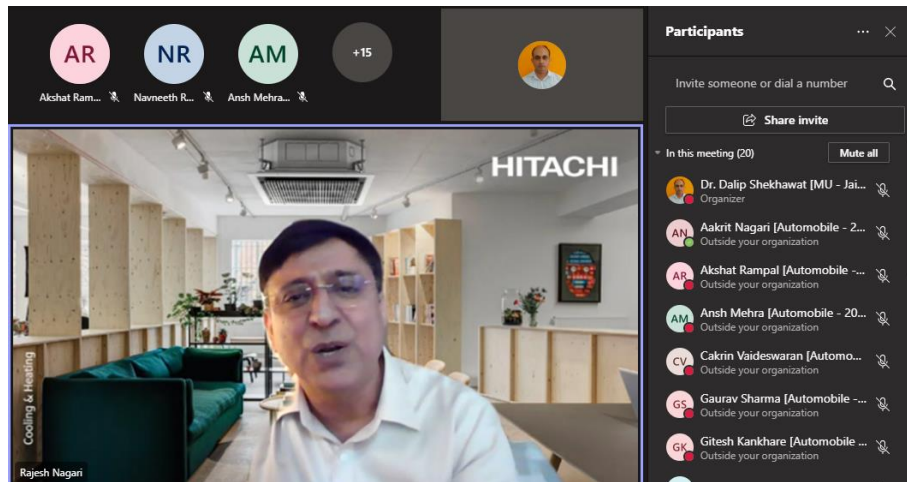 AR
NR
AM
+15
Akshat Ram...
Navneeth R...
Ansh Mehra...
HITACHI
Cooling & Heating
Rajesh Nagari
Participants
...
Invite someone or dial a number
Share invite
In this meeting (20)
Mute all
Dr. Dalip Shekhawat [MU - Jai...
Organizer
AN
Aakrit Nagari [Automobile - 2...
Outside your organization
AR
Akshat Rampal [Automobile -...
Outside your organization
AM
Ansh Mehra [Automobile - 20...
Outside your organization
CV
Cakrin Vaideswaran [Automo...
Outside your organization
GS
Gaurav Sharma [Automobile -...
Outside your organization
GK
Gitesh Kankhare [Automobile ...
Outside your organization